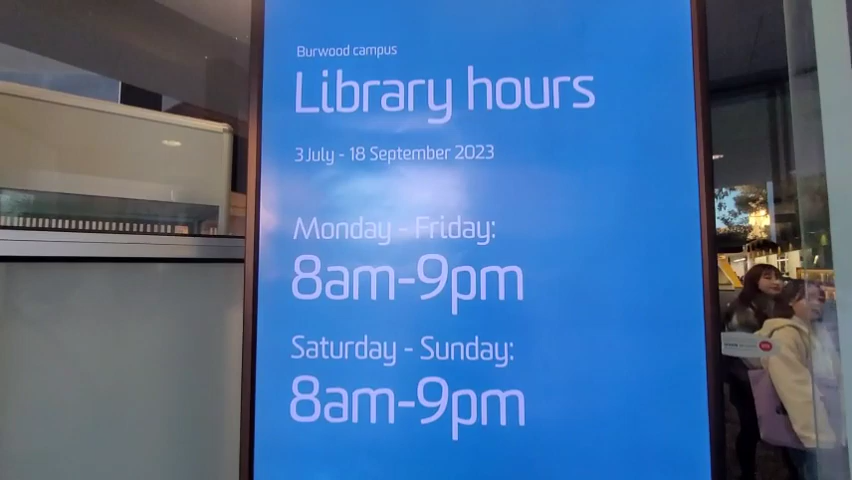 Burwood campus
Library hours
3 July - 18 September 2023
Monday - Friday:
8am-9pm
Saturday - Sunday:
8am-9pm